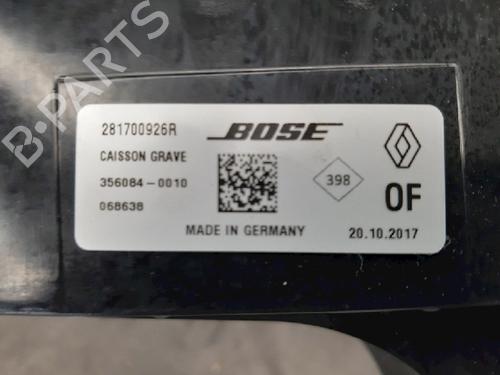 281700926R
BOSE
CAISSON GRAVE
356084-0010
398
068638
OF
MADE IN GERMANY
20.10.2017
B-PARTS